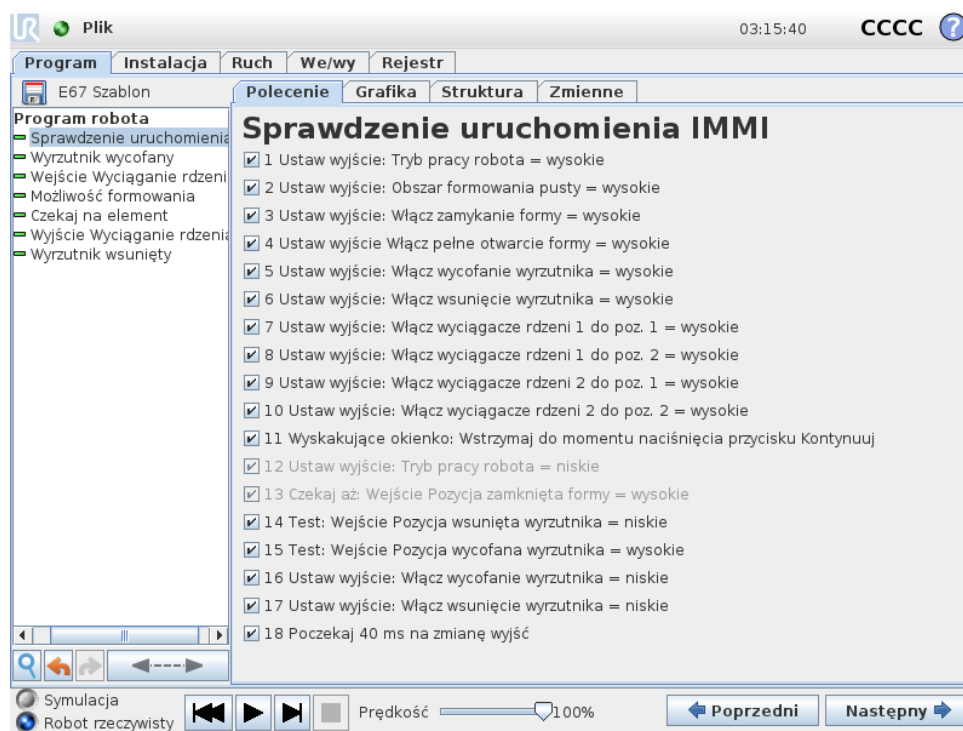 UR Plik 03:15:40 CCCC ?
Program Instalacja Ruch We/wy Rejestr
E67 Szablon
Program robota
Sprawdzenie uruchomienia
Wyrzutnik wycofany
Wejście Wyciąganie rdzeni
Możliwość formowania
Czekaj na element
Wyjście Wyciąganie rdzenia
Wyrzutnik wsunięty
Polecenie Grafika Struktura Zmienne
Sprawdzenie uruchomienia IMMI
1 Ustaw wyjście: Tryb pracy robota = wysokie
2 Ustaw wyjście: Obszar formowania pusty = wysokie
3 Ustaw wyjście: Włącz zamykanie formy = wysokie
4 Ustaw wyjście Włącz pełne otwarcie formy = wysokie
5 Ustaw wyjście: Włącz wycofanie wyrzutnika = wysokie
6 Ustaw wyjście: Włącz wsunięcie wyrzutnika = wysokie
7 Ustaw wyjście: Włącz wyciągacze rdzeni 1 do poz. 1 = wysokie
8 Ustaw wyjście: Włącz wyciągacze rdzeni 1 do poz. 2 = wysokie
9 Ustaw wyjście: Włącz wyciągacze rdzeni 2 do poz. 1 = wysokie
10 Ustaw wyjście: Włącz wyciągacze rdzeni 2 do poz. 2 = wysokie
11 Wyskakujące okienko: Wstrzymaj do momentu naciśnięcia przycisku Kontynuuj
12 Ustaw wyjście: Tryb pracy robota = niskie
13 Czekaj aż: Wejście Pozycja zamknięta formy = wysokie
14 Test: Wejście Pozycja wsunięta wyrzutnika = niskie
15 Test: Wejście Pozycja wycofana wyrzutnika = wysokie
16 Ustaw wyjście: Włącz wycofanie wyrzutnika = niskie
17 Ustaw wyjście: Włącz wsunięcie wyrzutnika = niskie
18 Poczekaj 40 ms na zmianę wyjść
Symulacja
Robot rzeczywisty
Prędkość 100%
Poprzedni Następny